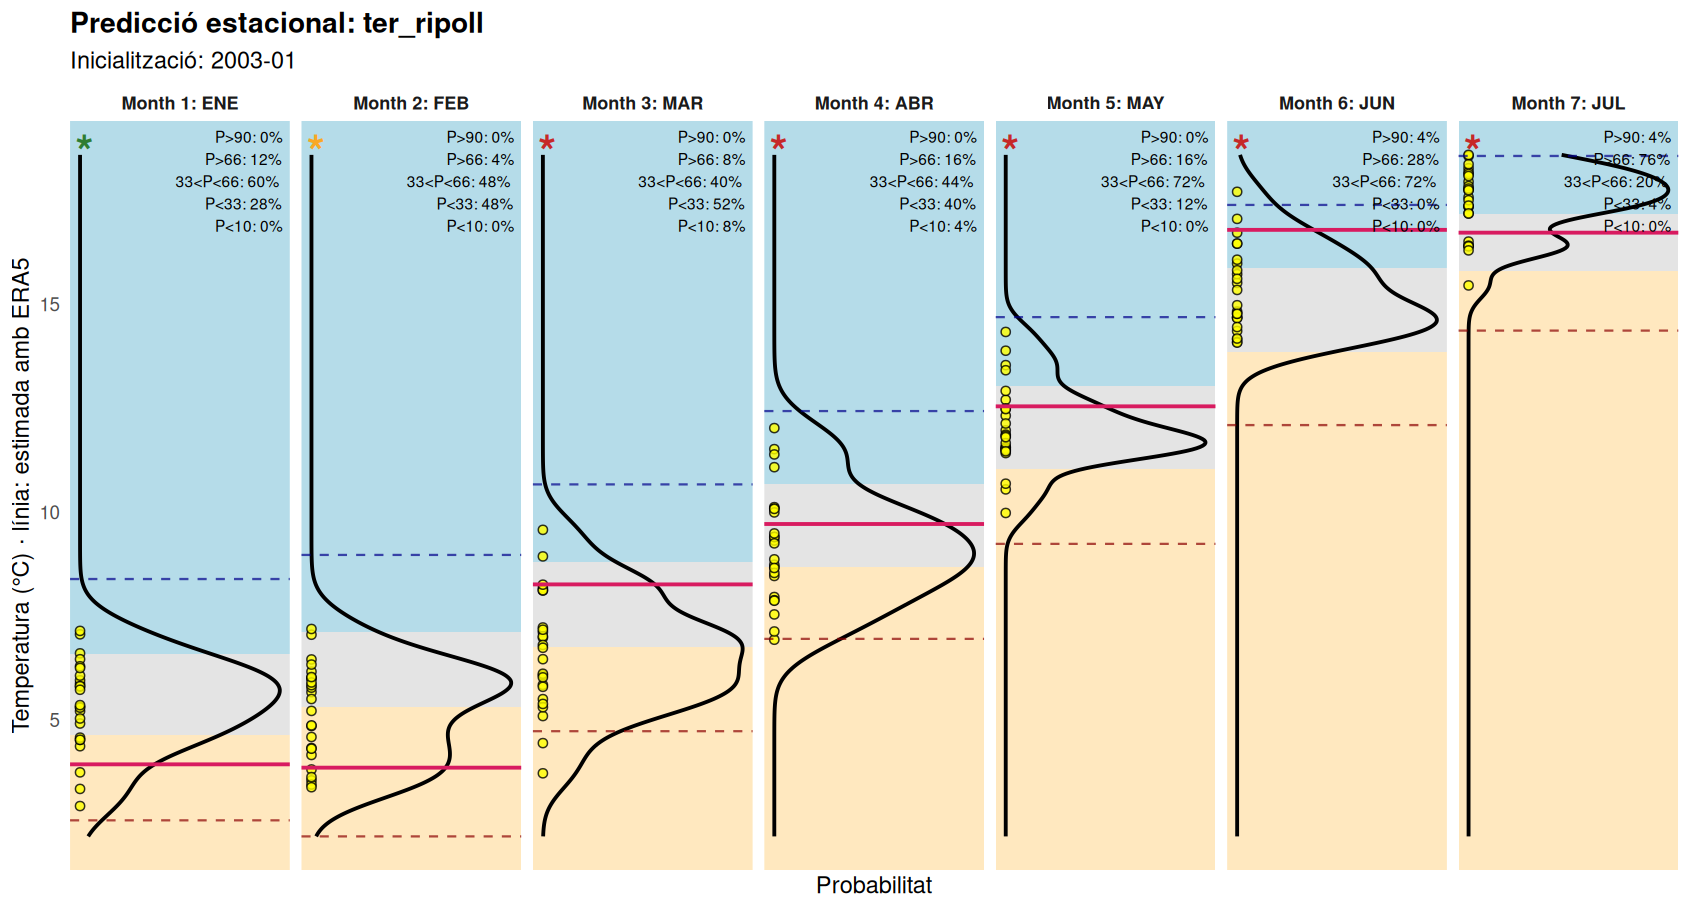 Predicció estacional: ter_ripoll
Inicialització: 2003-01
Month 1: ENE
Month 2: FEB
Month 3: MAR
Month 4: ABR
Month 5: MAY
Month 6: JUN
Month 7: JUL
*
P>90: 0%
P>66: 12%
33<P<66: 60%
P<33: 28%
P<10: 0%
*
P>90: 0%
P>66: 4%
33<P<66: 48%
P<33: 48%
P<10: 0%
*
P>90: 0%
P>66: 8%
33<P<66: 40%
P<33: 52%
P<10: 8%
*
P>90: 0%
P>66: 16%
33<P<66: 44%
P<33: 40%
P<10: 4%
*
P>90: 0%
P>66: 16%
33<P<66: 72%
P<33: 12%
P<10: 0%
*
P>90: 4%
P>66: 28%
33<P<66: 72%
P<33: 0%
P<10: 0%
*
P>90: 4%
P>66: 76%
33<P<66: 20%
P<33: 4%
P<10: 0%
Temperatura (°C) · línia: estimada amb ERA5
15
10
5
Probabilitat